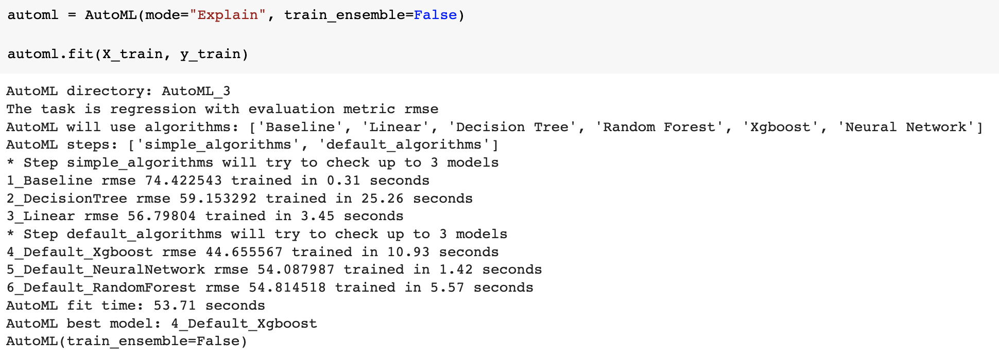 automl = AutoML(mode="Explain", train_ensemble=False)
automl.fit(X_train, y_train)
AutoML directory: AutoML_3
The task is regression with evaluation metric rmse
AutoML will use algorithms: ['Baseline', 'Linear', 'Decision Tree', 'Random Forest', 'Xgboost', 'Neural Network']
AutoML steps: ['simple_algorithms', 'default_algorithms']
* Step simple_algorithms will try to check up to 3 models
1_Baseline rmse 74.422543 trained in 0.31 seconds
2_DecisionTree rmse 59.153292 trained in 25.26 seconds
3_Linear rmse 56.79804 trained in 3.45 seconds
* Step default_algorithms will try to check up to 3 models
4_Default_Xgboost rmse 44.655567 trained in 10.93 seconds
5_Default_NeuralNetwork rmse 54.087987 trained in 1.42 seconds
6_Default_RandomForest rmse 54.814518 trained in 5.57 seconds
AutoML fit time: 53.71 seconds
AutoML best model: 4_Default_Xgboost
AutoML(train_ensemble=False)